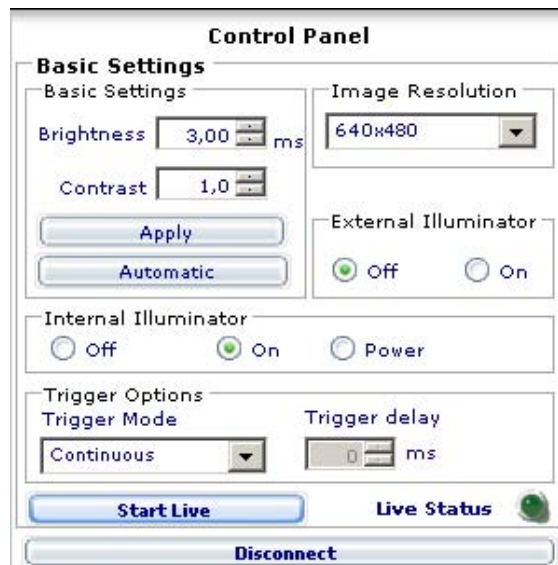 Control Panel
Basic Settings
Basic Settings
Brightness 3,00 ms
Contrast 1,0
Apply
Automatic
Image Resolution
640x480
External Illuminator
Off On
Internal Illuminator
Off On Power
Trigger Options
Trigger Mode Trigger delay
Continuous 0 ms
Start Live Live Status
Disconnect